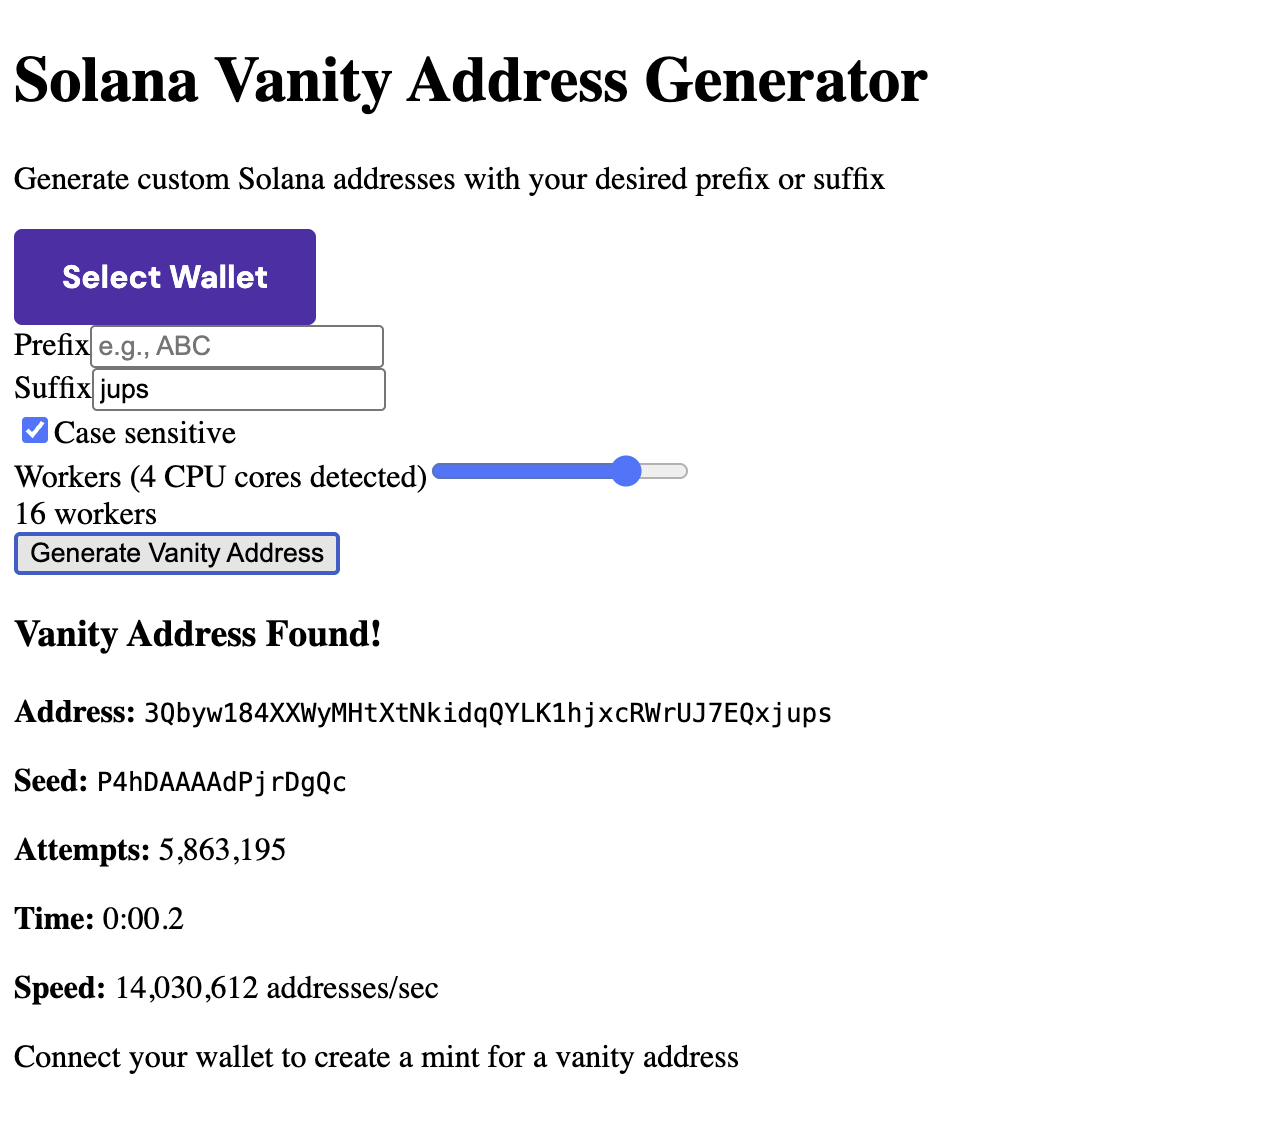 Solana Vanity Address Generator
Generate custom Solana addresses with your desired prefix or suffix
Select Wallet
Prefix e.g., ABC
Suffix jups
Case sensitive
Workers (4 CPU cores detected)
16 workers
Generate Vanity Address
Vanity Address Found!
Address: 3Qbyw184XXWyMHtXtNkidqQYLK1hjxcRWrUJ7EQxjups
Seed: P4hDAAAAdPjrDgQc
Attempts: 5,863,195
Time: 0:00.2
Speed: 14,030,612 addresses/sec
Connect your wallet to create a mint for a vanity address